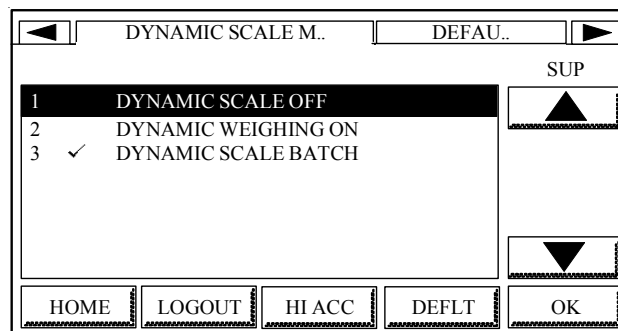 DYNAMIC SCALE M.. DEFAU..
SUP
1 DYNAMIC SCALE OFF
2 DYNAMIC WEIGHING ON
3 ✓ DYNAMIC SCALE BATCH
HOME LOGOUT HI ACC DEFLT OK